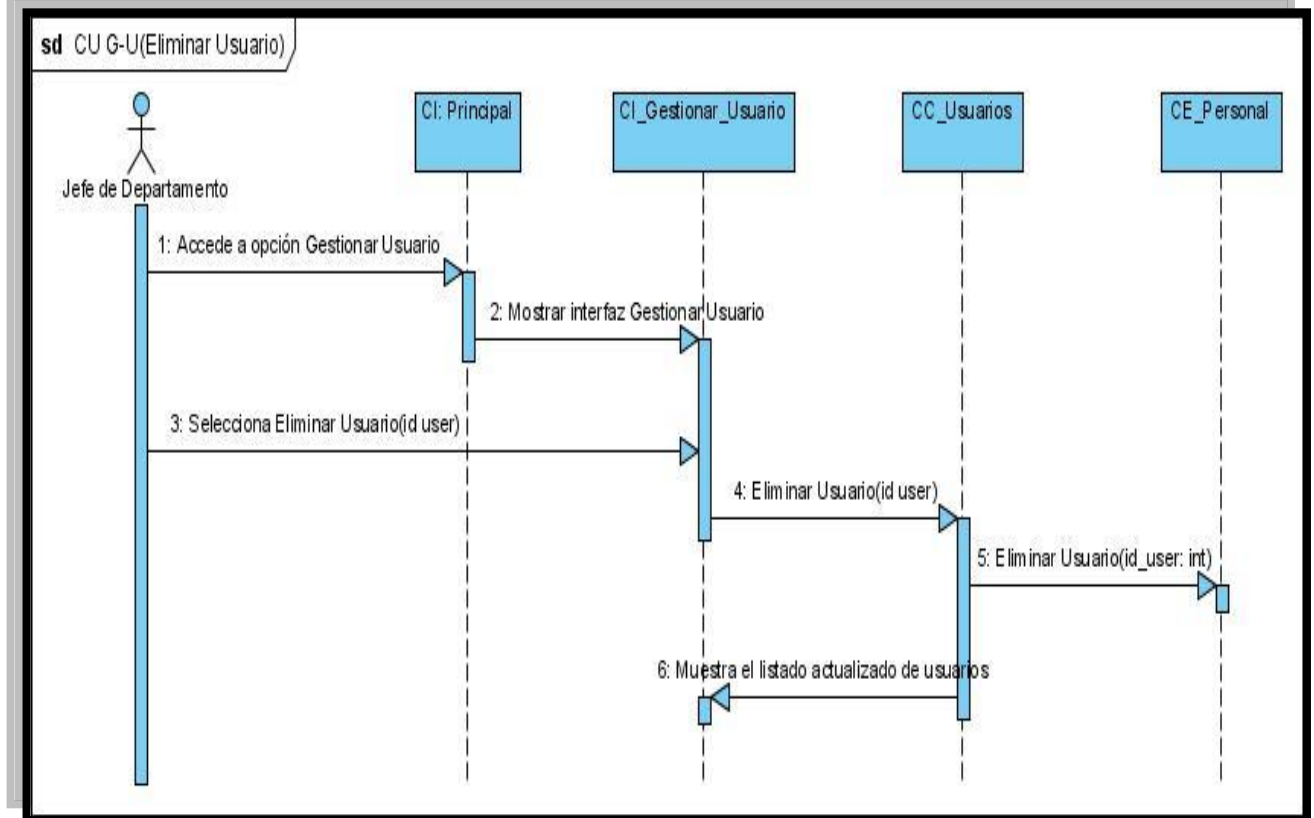 sd CU G-U(Eliminar Usuario)
CI: Principal
CI_Gestionar_Usuario
CC_Usuarios
CE_Personal
Jefe de Departamento
1: Accede a opción Gestionar Usuario
2: Mostrar interfaz Gestionar Usuario
3: Selecciona Eliminar Usuario(id user)
4: Eliminar Usuario(id user)
5: Eliminar Usuario(id_user: int)
6: Muestra el listado actualizado de usuarios